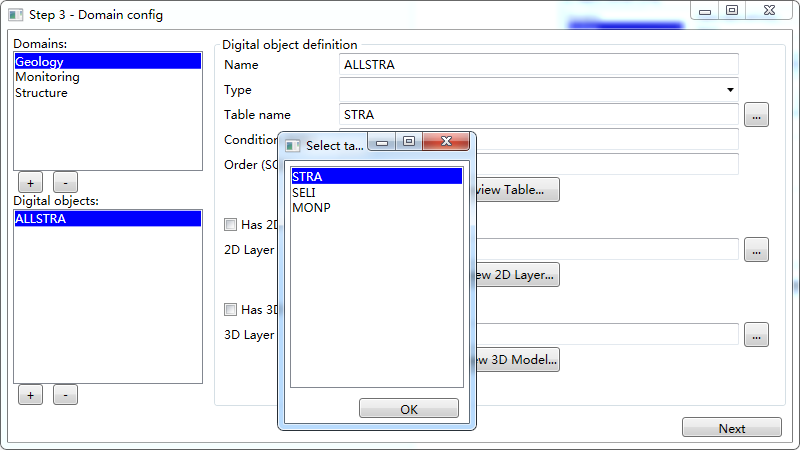 Step 3 - Domain config
Domains:
Geology
Monitoring
Structure
+ -
Digital objects:
ALLSTRA
+ -
Digital object definition
Name ALLSTRA
Type
Table name STRA ...
Condition
Order (SC
view Table...
Has 2D
2D Layer ...
ew 2D Layer...
Has 3D
3D Layer ...
ew 3D Model...
Next
Select ta...
STRA
SELI
MONP
OK